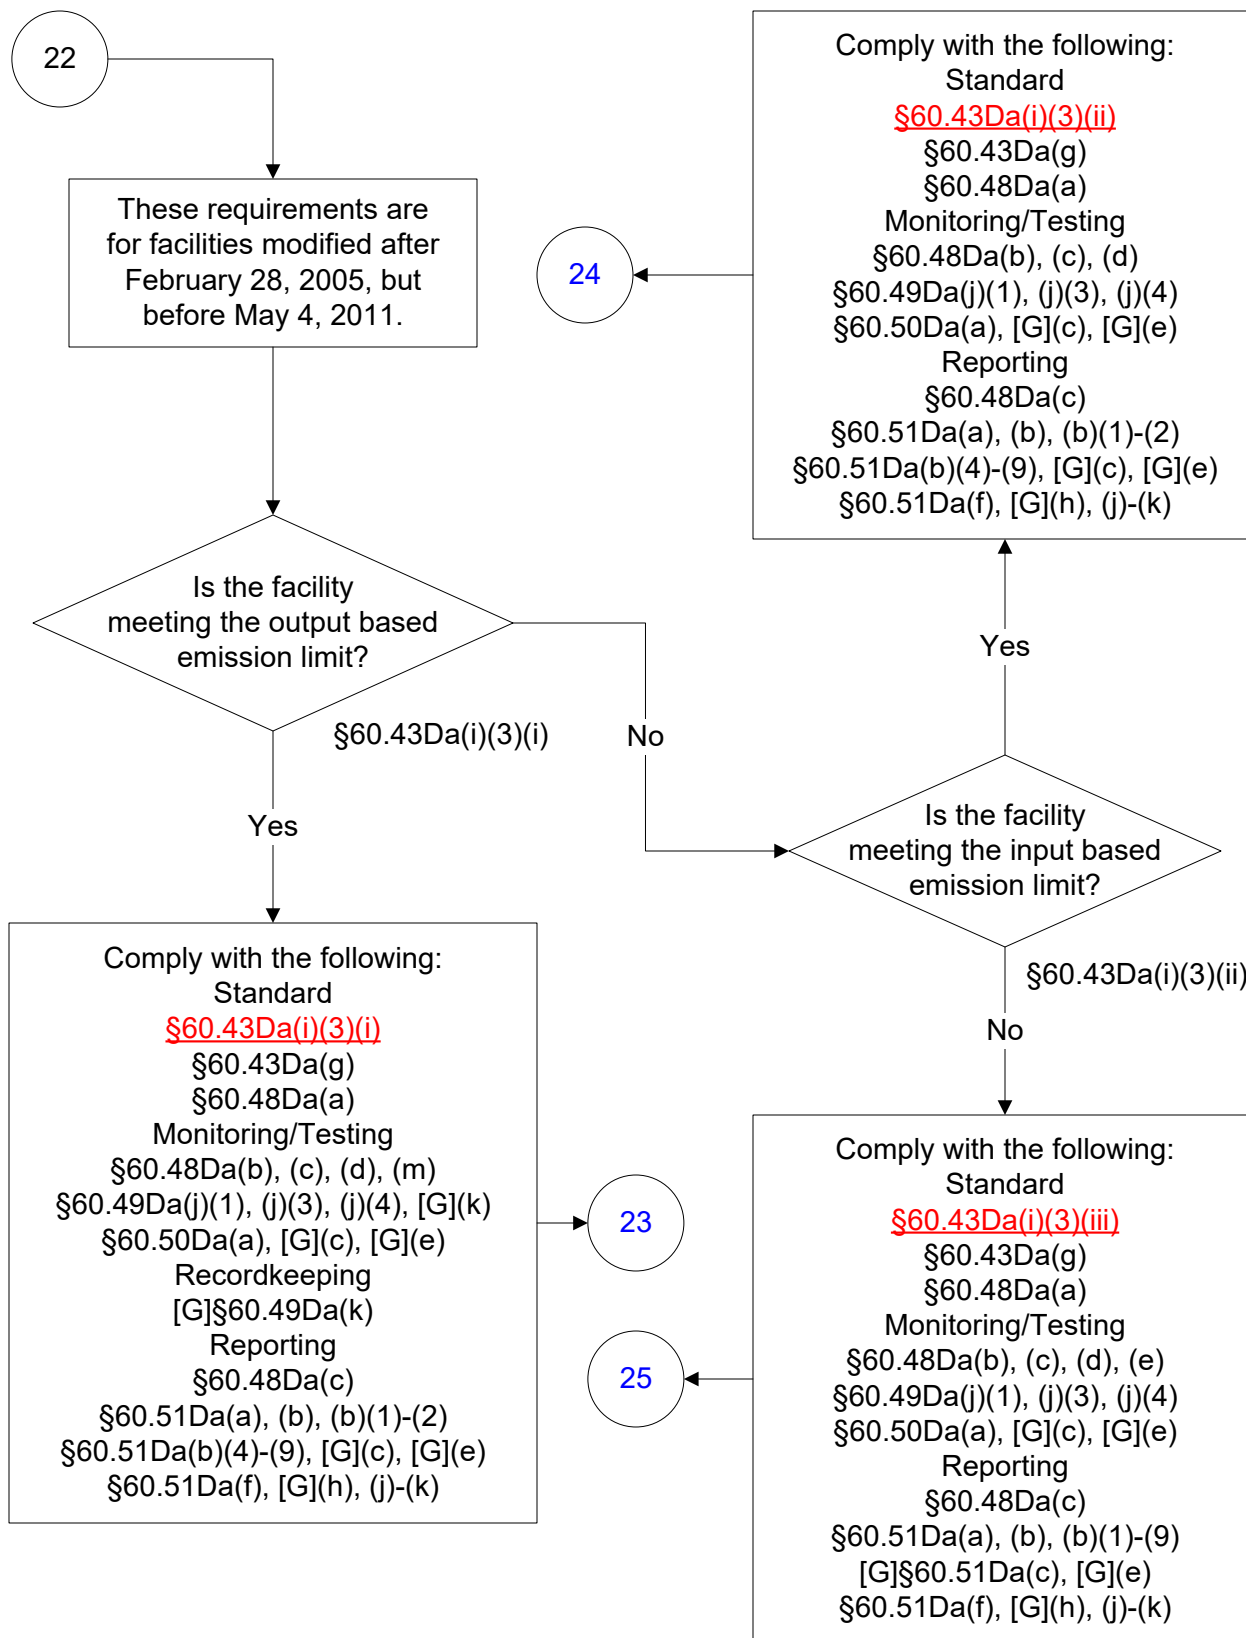 22
These requirements are
for facilities modified after
February 28, 2005, but
before May 4, 2011.
Is the facility
meeting the output based
emission limit?
§60.43Da(i)(3)(i)
Yes
No
Comply with the following:
Standard
§60.43Da(i)(3)(i)
§60.43Da(g)
§60.48Da(a)
Monitoring/Testing
§60.48Da(b), (c), (d), (m)
§60.49Da(j)(1), (j)(3), (j)(4), [G](k)
§60.50Da(a), [G](c), [G](e)
Recordkeeping
[G]§60.49Da(k)
Reporting
§60.48Da(c)
§60.51Da(a), (b), (b)(1)-(2)
§60.51Da(b)(4)-(9), [G](c), [G](e)
§60.51Da(f), [G](h), (j)-(k)
23
Is the facility
meeting the input based
emission limit?
§60.43Da(i)(3)(ii)
Yes
No
Comply with the following:
Standard
§60.43Da(i)(3)(ii)
§60.43Da(g)
§60.48Da(a)
Monitoring/Testing
§60.48Da(b), (c), (d)
§60.49Da(j)(1), (j)(3), (j)(4)
§60.50Da(a), [G](c), [G](e)
Reporting
§60.48Da(c)
§60.51Da(a), (b), (b)(1)-(2)
§60.51Da(b)(4)-(9), [G](c), [G](e)
§60.51Da(f), [G](h), (j)-(k)
24
Comply with the following:
Standard
§60.43Da(i)(3)(iii)
§60.43Da(g)
§60.48Da(a)
Monitoring/Testing
§60.48Da(b), (c), (d), (e)
§60.49Da(j)(1), (j)(3), (j)(4)
§60.50Da(a), [G](c), [G](e)
Reporting
§60.48Da(c)
§60.51Da(a), (b), (b)(1)-(9)
[G]§60.51Da(c), [G](e)
§60.51Da(f), [G](h), (j)-(k)
25